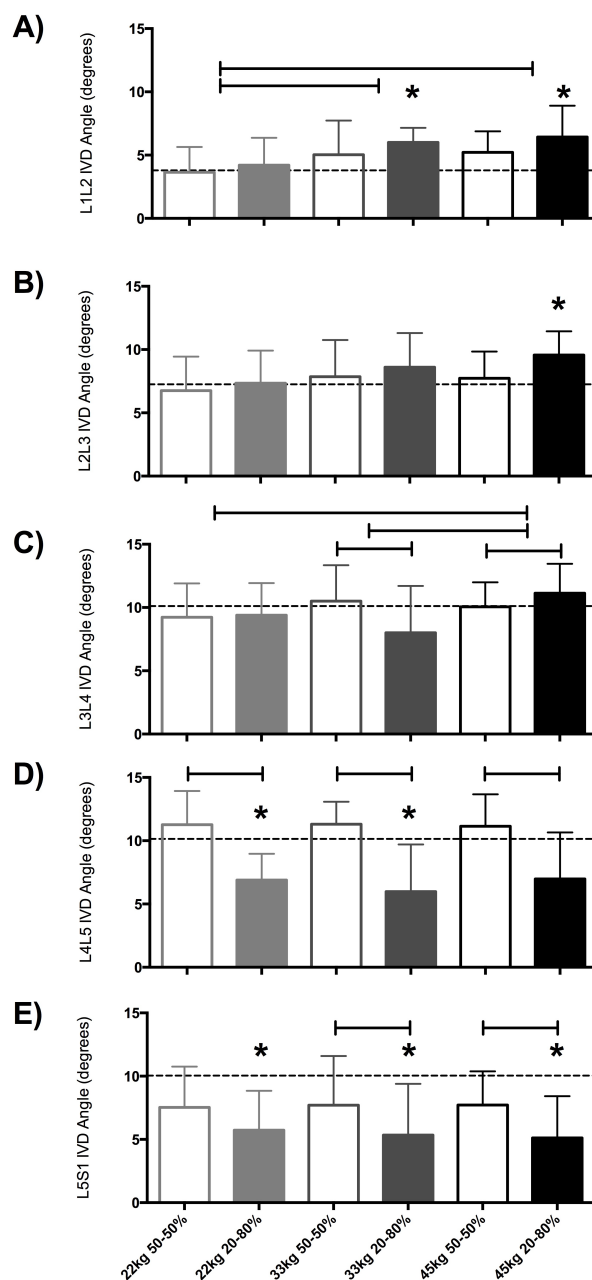 A)
L1L2 IVD Angle (degrees)
15
10
5
0
*
*
B)
L2L3 IVD Angle (degrees)
15
10
5
0
*
C)
L3L4 IVD Angle (degrees)
15
10
5
0
D)
L4L5 IVD Angle (degrees)
15
10
5
0
*
*
E)
L5S1 IVD Angle (degrees)
15
10
5
0
*
*
*
22kg 50-50%
22kg 20-80%
33kg 50-50%
33kg 20-80%
45kg 50-50%
45kg 20-80%